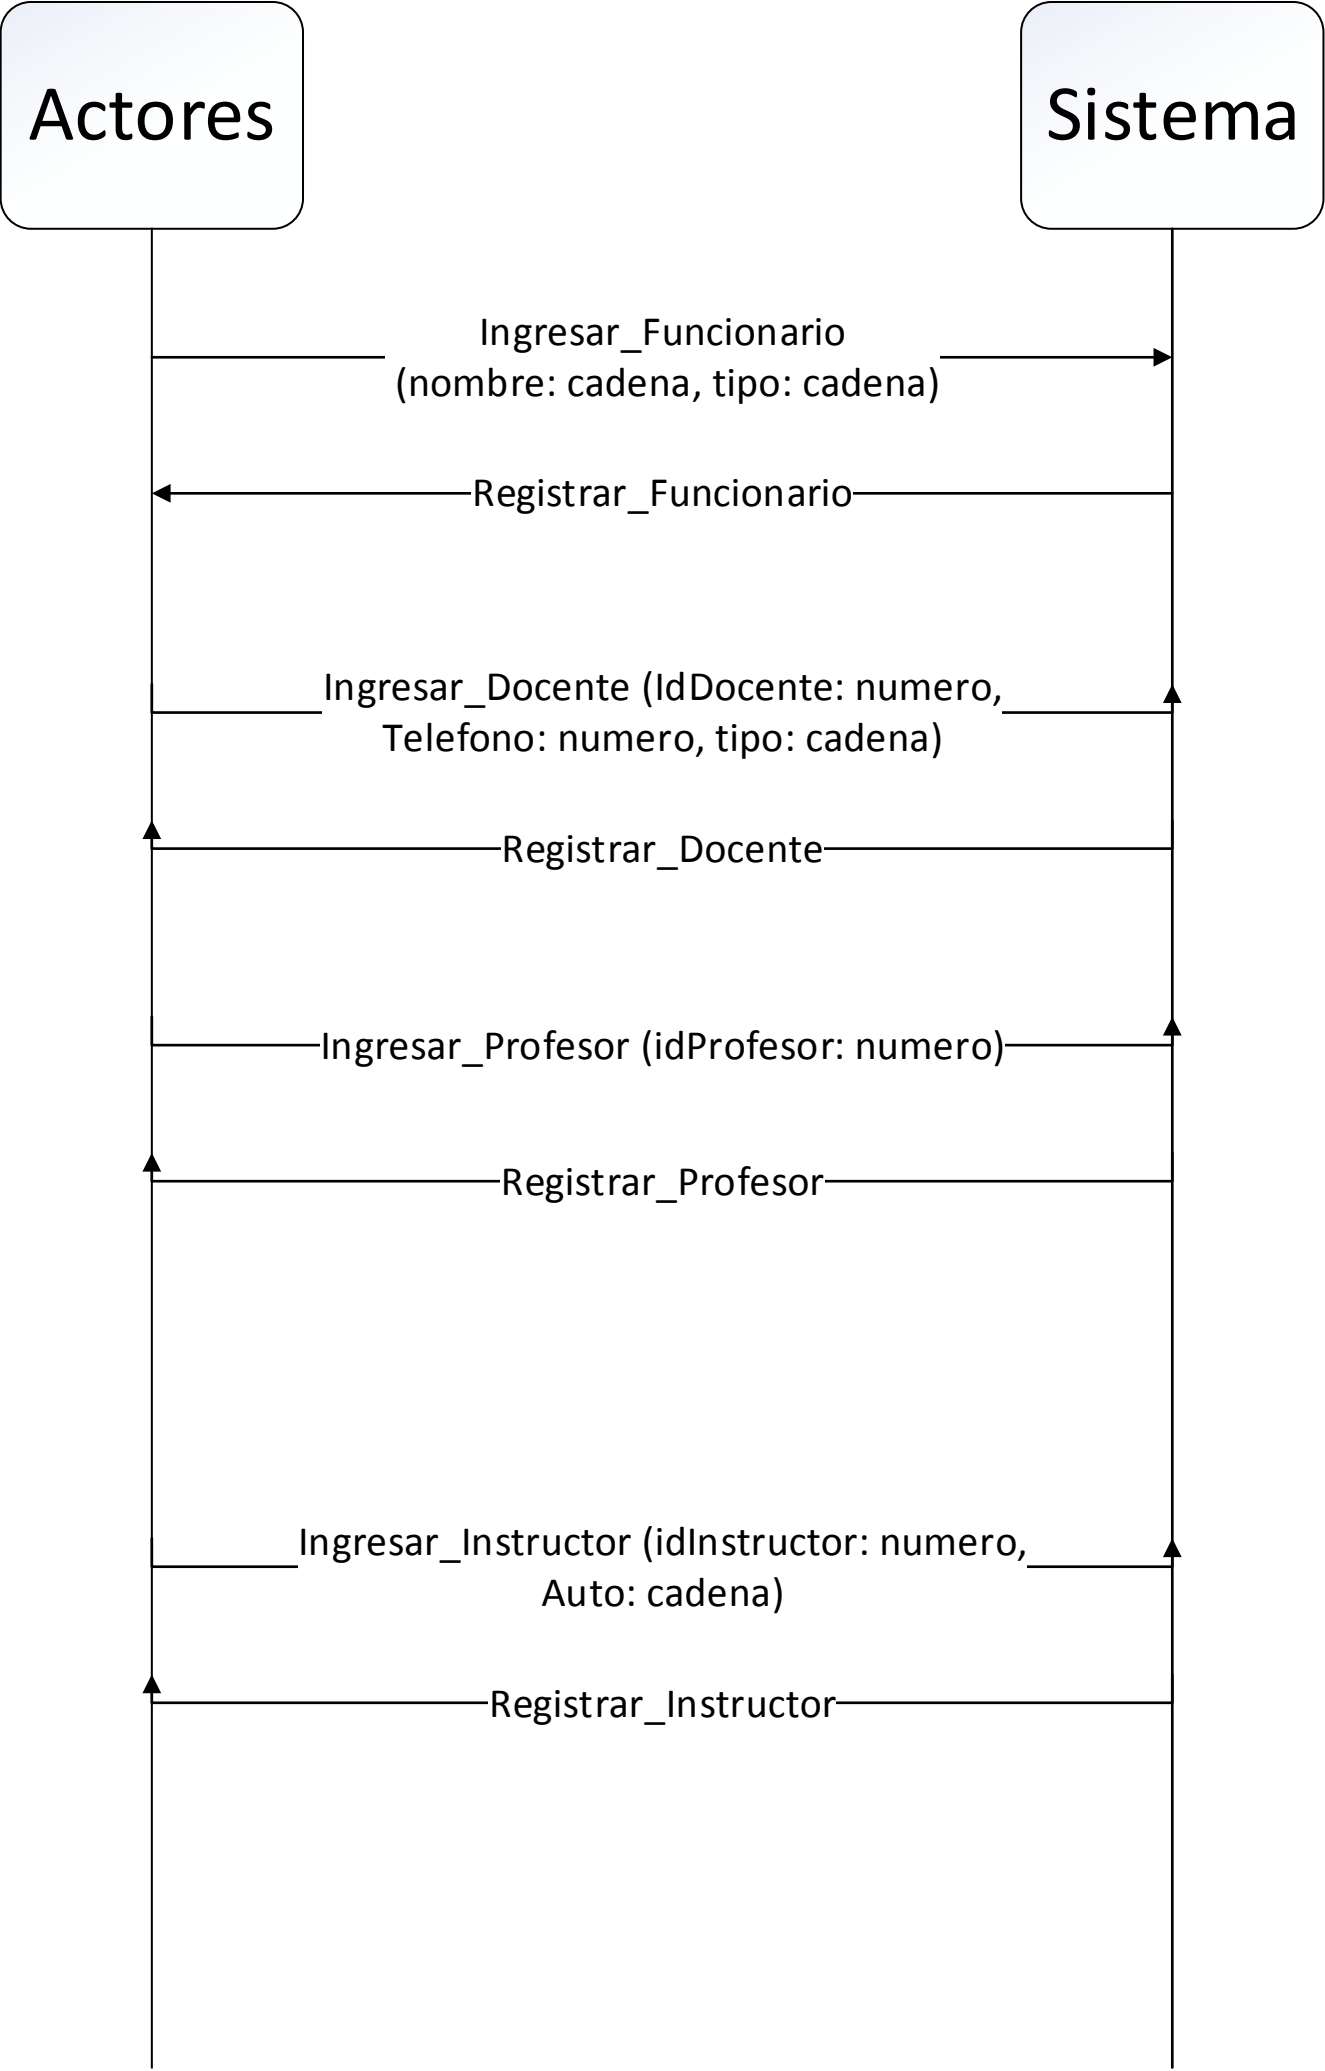 Actores
Sistema
Ingresar_Funcionario
(nombre: cadena, tipo: cadena)
Registrar_Funcionario
Ingresar_Docente (IdDocente: numero,
Telefono: numero, tipo: cadena)
Registrar_Docente
Ingresar_Profesor (idProfesor: numero)
Registrar_Profesor
Ingresar_Instructor (idInstructor: numero,
Auto: cadena)
Registrar_Instructor